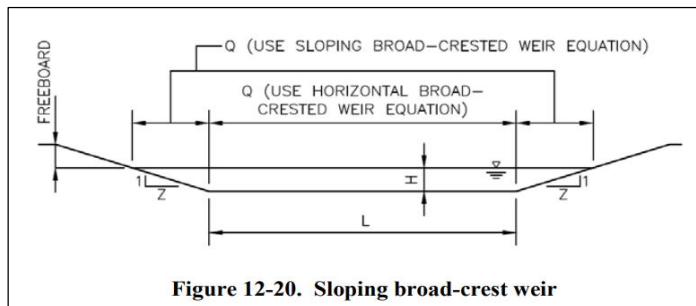 Q (USE SLOPING BROAD-CRESTED WEIR EQUATION)
FREEBOARD
Q (USE HORIZONTAL BROAD-
CRESTED WEIR EQUATION)
1
Z
H
1
Z
L
Figure 12-20. Sloping broad-crest weir